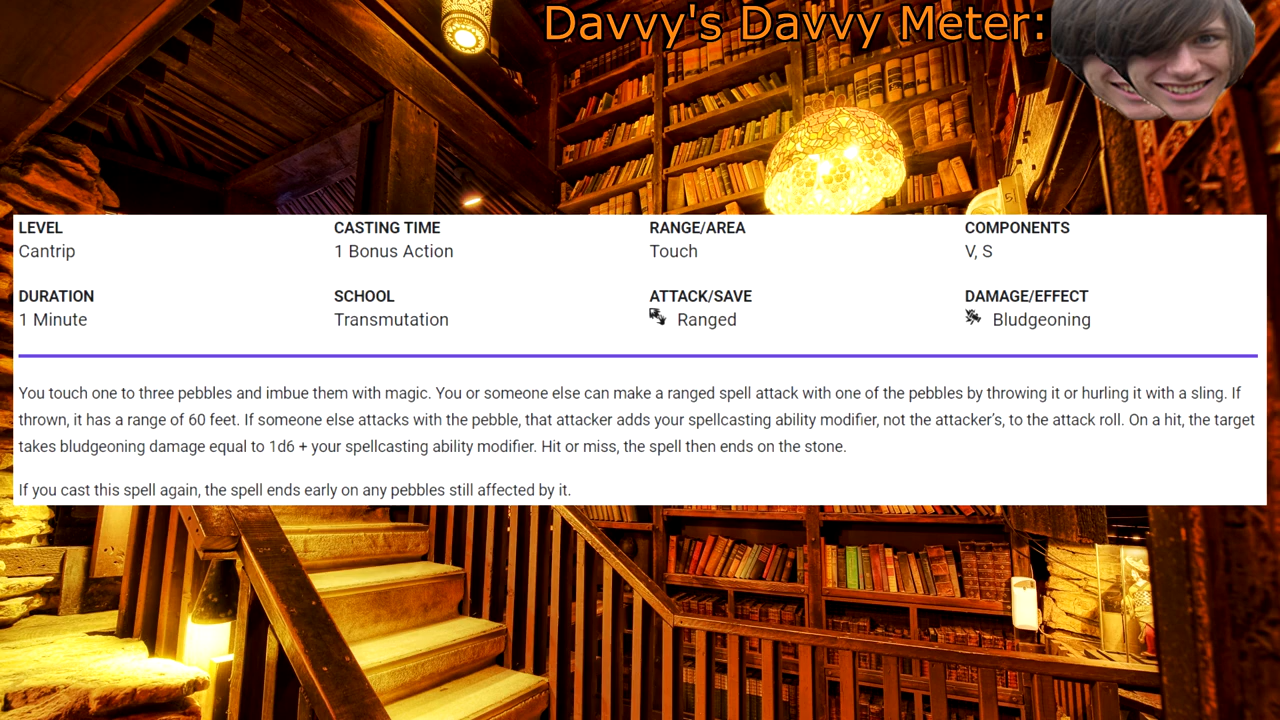 Davvy's Davvy Meter:
LEVEL CASTING TIME RANGE/AREA COMPONENTS
Cantrip 1 Bonus Action Touch V, S
DURATION SCHOOL ATTACK/SAVE DAMAGE/EFFECT
1 Minute Transmutation Ranged Bludgeoning
You touch one to three pebbles and imbue them with magic. You or someone else can make a ranged spell attack with one of the pebbles by throwing it or hurling it with a sling. If
thrown, it has a range of 60 feet. If someone else attacks with the pebble, that attacker adds your spellcasting ability modifier, not the attacker’s, to the attack roll. On a hit, the target
takes bludgeoning damage equal to 1d6 + your spellcasting ability modifier. Hit or miss, the spell then ends on the stone.
If you cast this spell again, the spell ends early on any pebbles still affected by it.